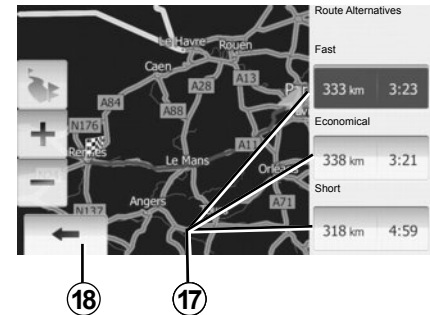 Route Alternatives
Le Havre
Rouen
Fast
Caen
A13
A28
333 km 3:23
A84
A88
N176
Economical
Rennes
Le Mans
A11
338 km 3:21
Orléans
Short
Angers
A71
N137
318 km 4:59
18
17